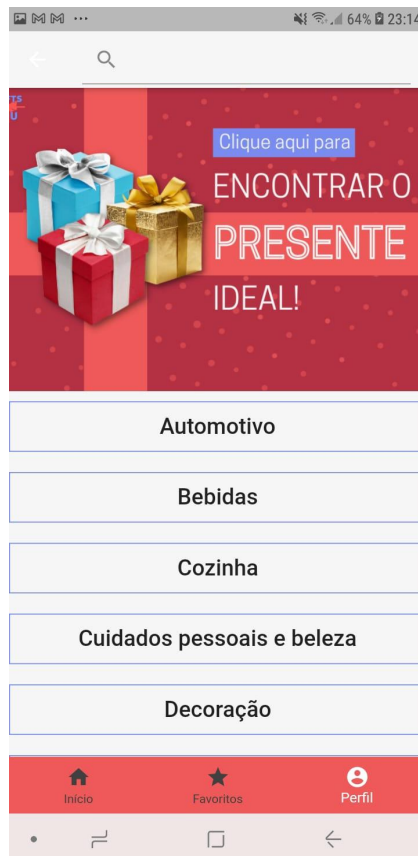 64% 23:14
TS
U
Clique aqui para
ENCONTRAR O
PRESENTE
IDEAL!
Automotivo
Bebidas
Cozinha
Cuidados pessoais e beleza
Decoração
Início Favoritos Perfil